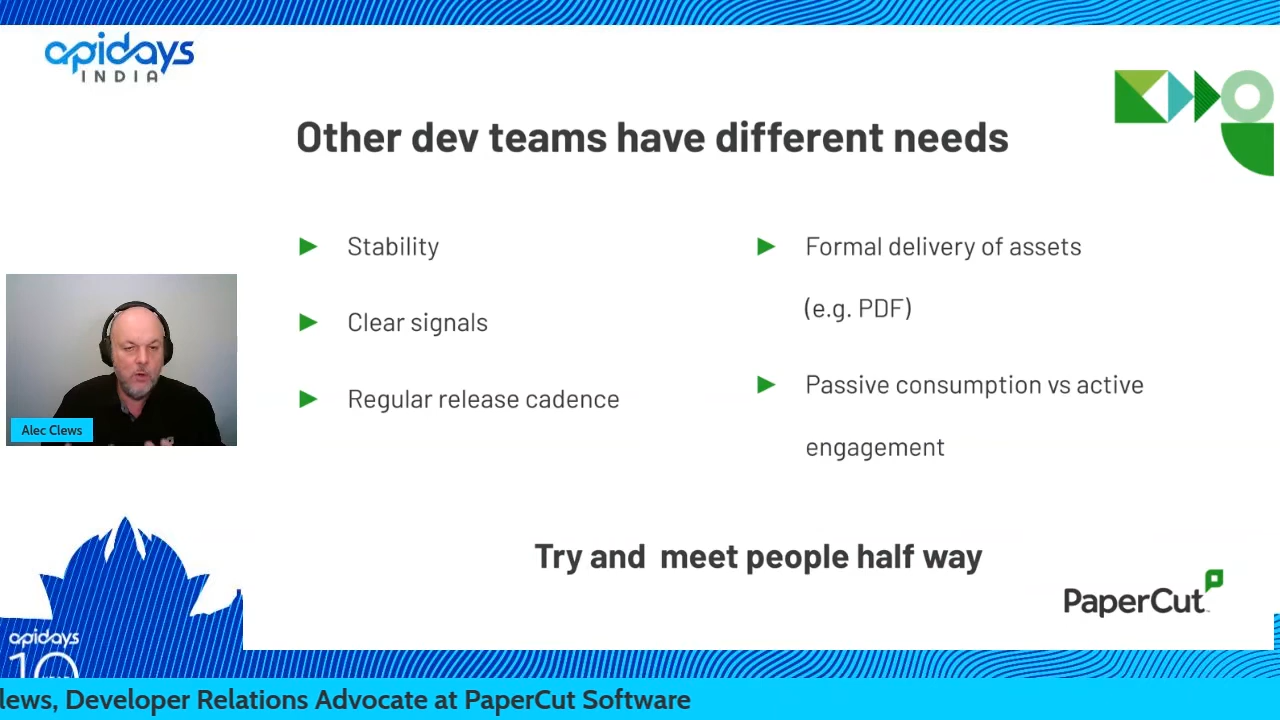 apidays
INDIA
Other dev teams have different needs
Stability
Clear signals
Regular release cadence
Formal delivery of assets
(e.g. PDF)
Passive consumption vs active
engagement
Alec Clews
Try and meet people half way
PaperCut
apidays
10
lews, Developer Relations Advocate at PaperCut Software